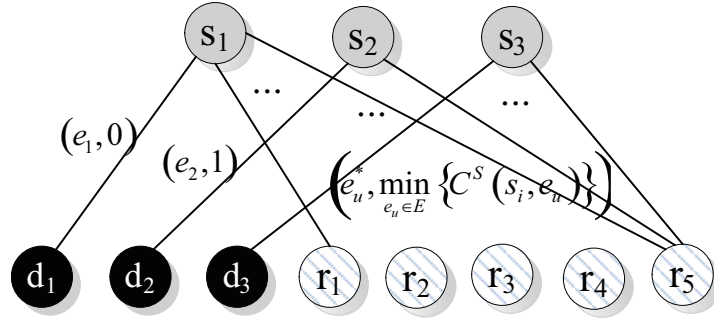 s₁ s₂ s₃
... ... ...
(e₁,0) (e₂,1) (e*ᵤ, min_{eᵤ∈E} {Cˢ(sᵢ,eᵤ)})
d₁ d₂ d₃ r₁ r₂ r₃ r₄ r₅